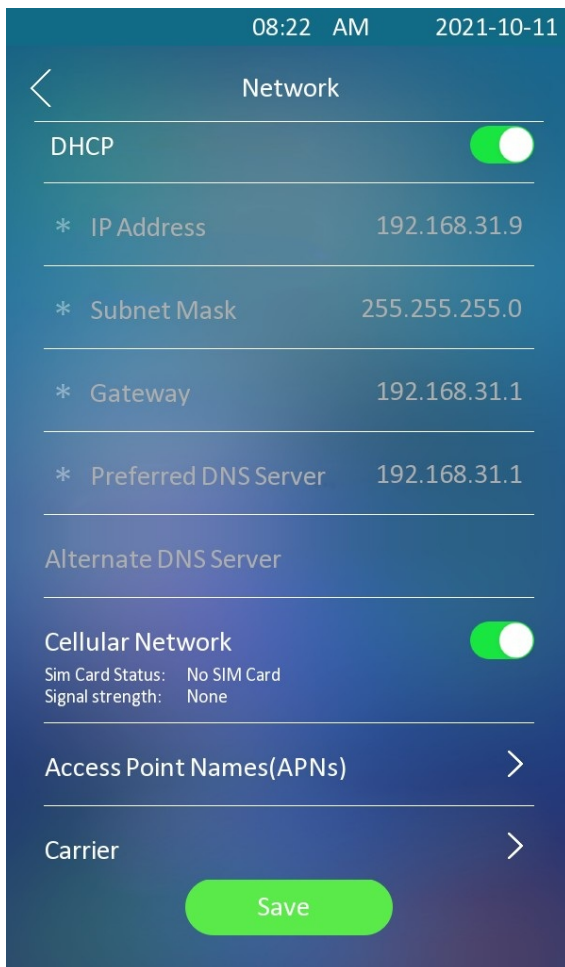 08:22 AM 2021-10-11
Network
DHCP
* IP Address 192.168.31.9
* Subnet Mask 255.255.255.0
* Gateway 192.168.31.1
* Preferred DNS Server 192.168.31.1
Alternate DNS Server
Cellular Network
Sim Card Status: No SIM Card
Signal strength: None
Access Point Names(APNs)
Carrier
Save